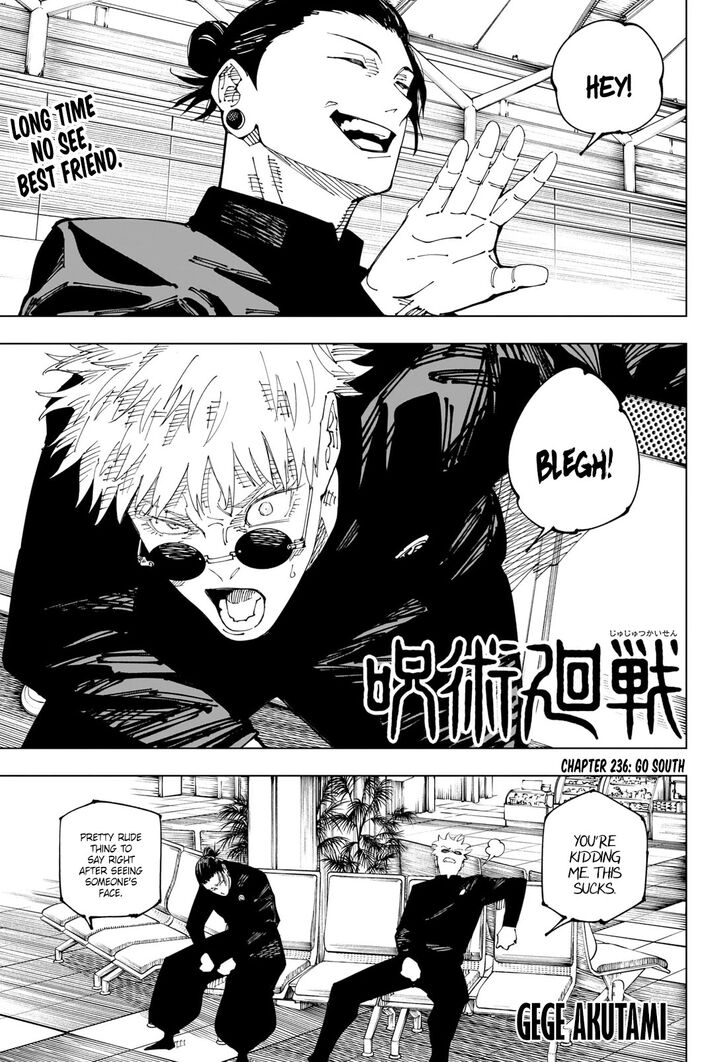 HEY!
LONG TIME
NO SEE,
BEST FRIEND.
BLEGH!
じゅじゅつかいせん
呪術廻戦
CHAPTER 236: GO SOUTH
YOU'RE
KIDDING
ME. THIS
SUCKS.
PRETTY RUDE
THING TO
SAY RIGHT
AFTER SEEING
SOMEONE'S
FACE.
GEGE AKUTAMI